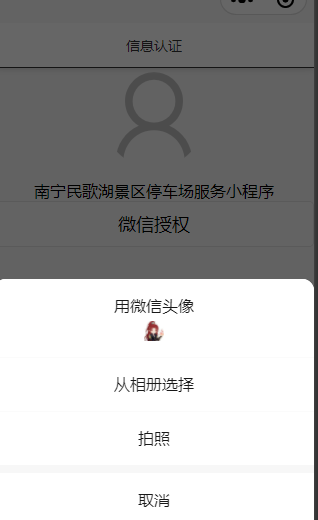 信息认证
南宁民歌湖景区停车场服务小程序
微信授权
用微信头像
从相册选择
拍照
取消